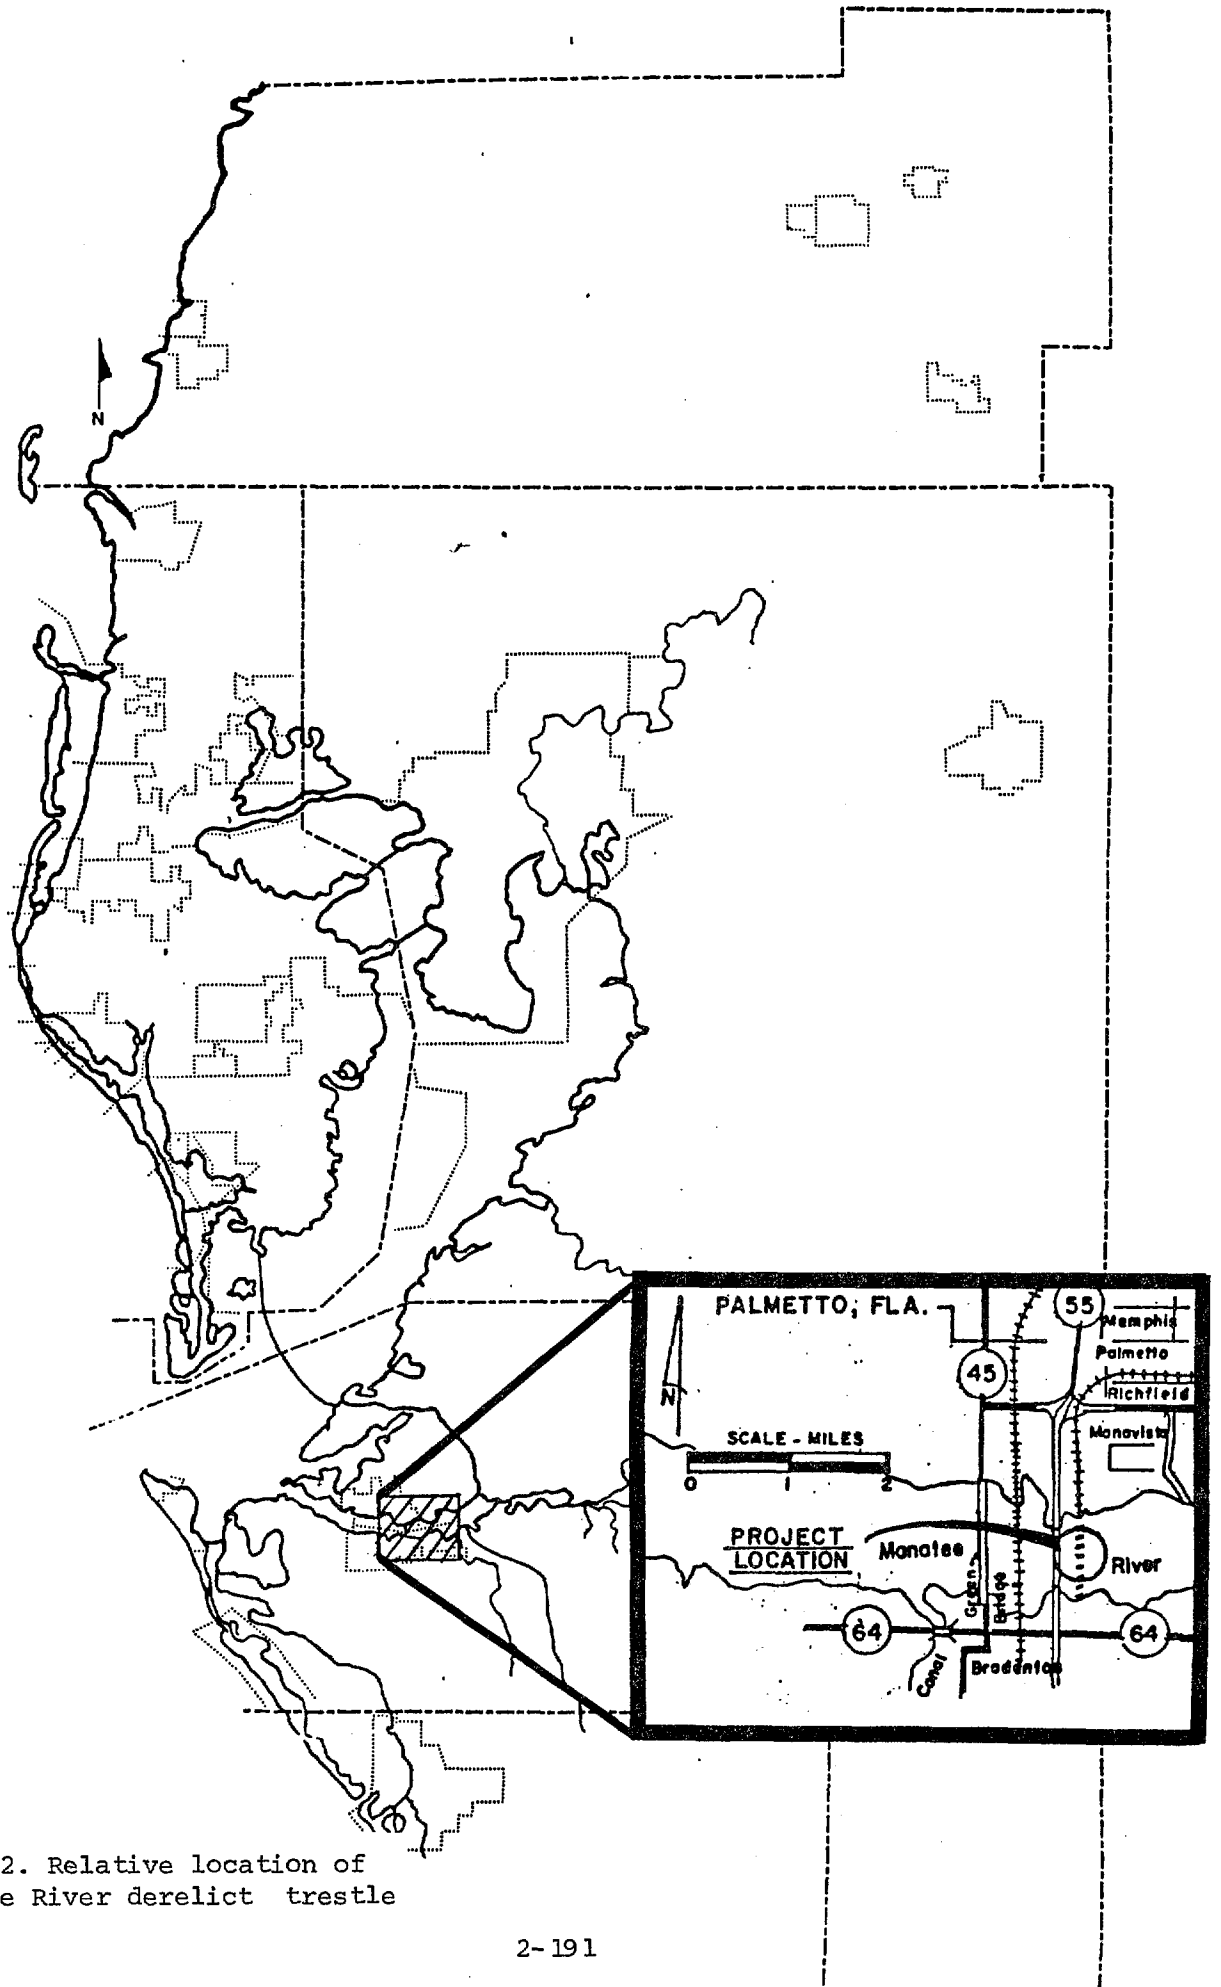 N
PALMETTO, FLA.
55
Memphis
Palmetto
45
Richfield
N
Manavista
SCALE - MILES
0 1 2
PROJECT
LOCATION
Manatee
River
Green
Bridge
64
64
Canal
Bradenton
2. Relative location of
e River derelict trestle
2-191